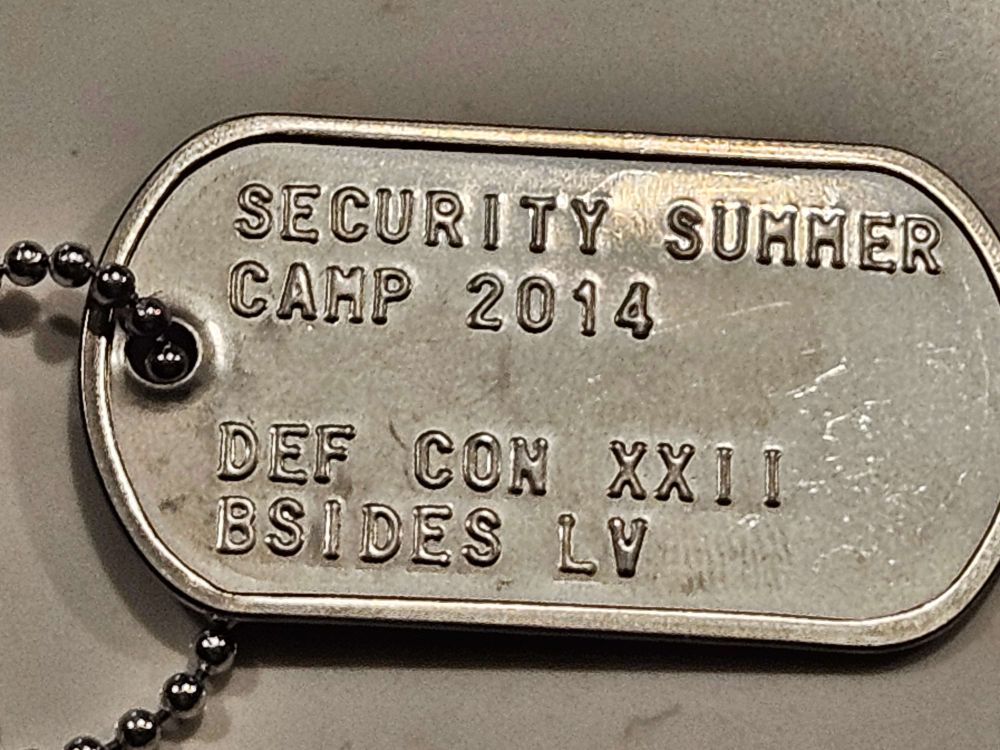 SECURITY SUMMER
CAMP 2014
DEF CON XXII
BSIDES LV